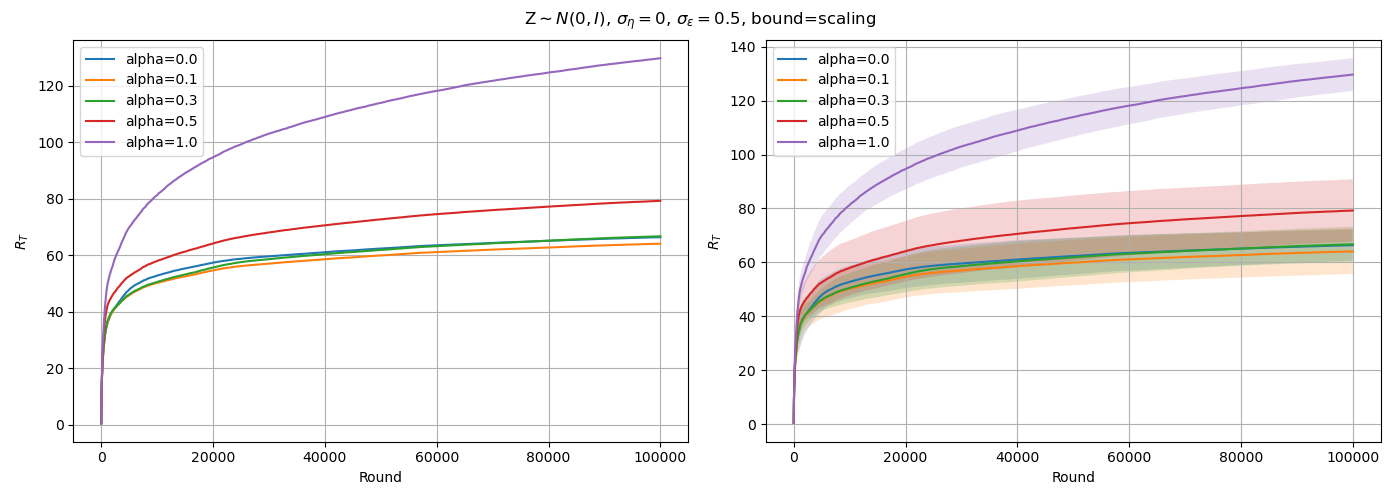 Z ∼ N(0, I), σ_η = 0, σ_ε = 0.5, bound=scaling
alpha=0.0
alpha=0.1
alpha=0.3
alpha=0.5
alpha=1.0
120
100
80
60
40
20
0
R_T
0 20000 40000 60000 80000 100000
Round
alpha=0.0
alpha=0.1
alpha=0.3
alpha=0.5
alpha=1.0
140
120
100
80
60
40
20
0
R_T
0 20000 40000 60000 80000 100000
Round